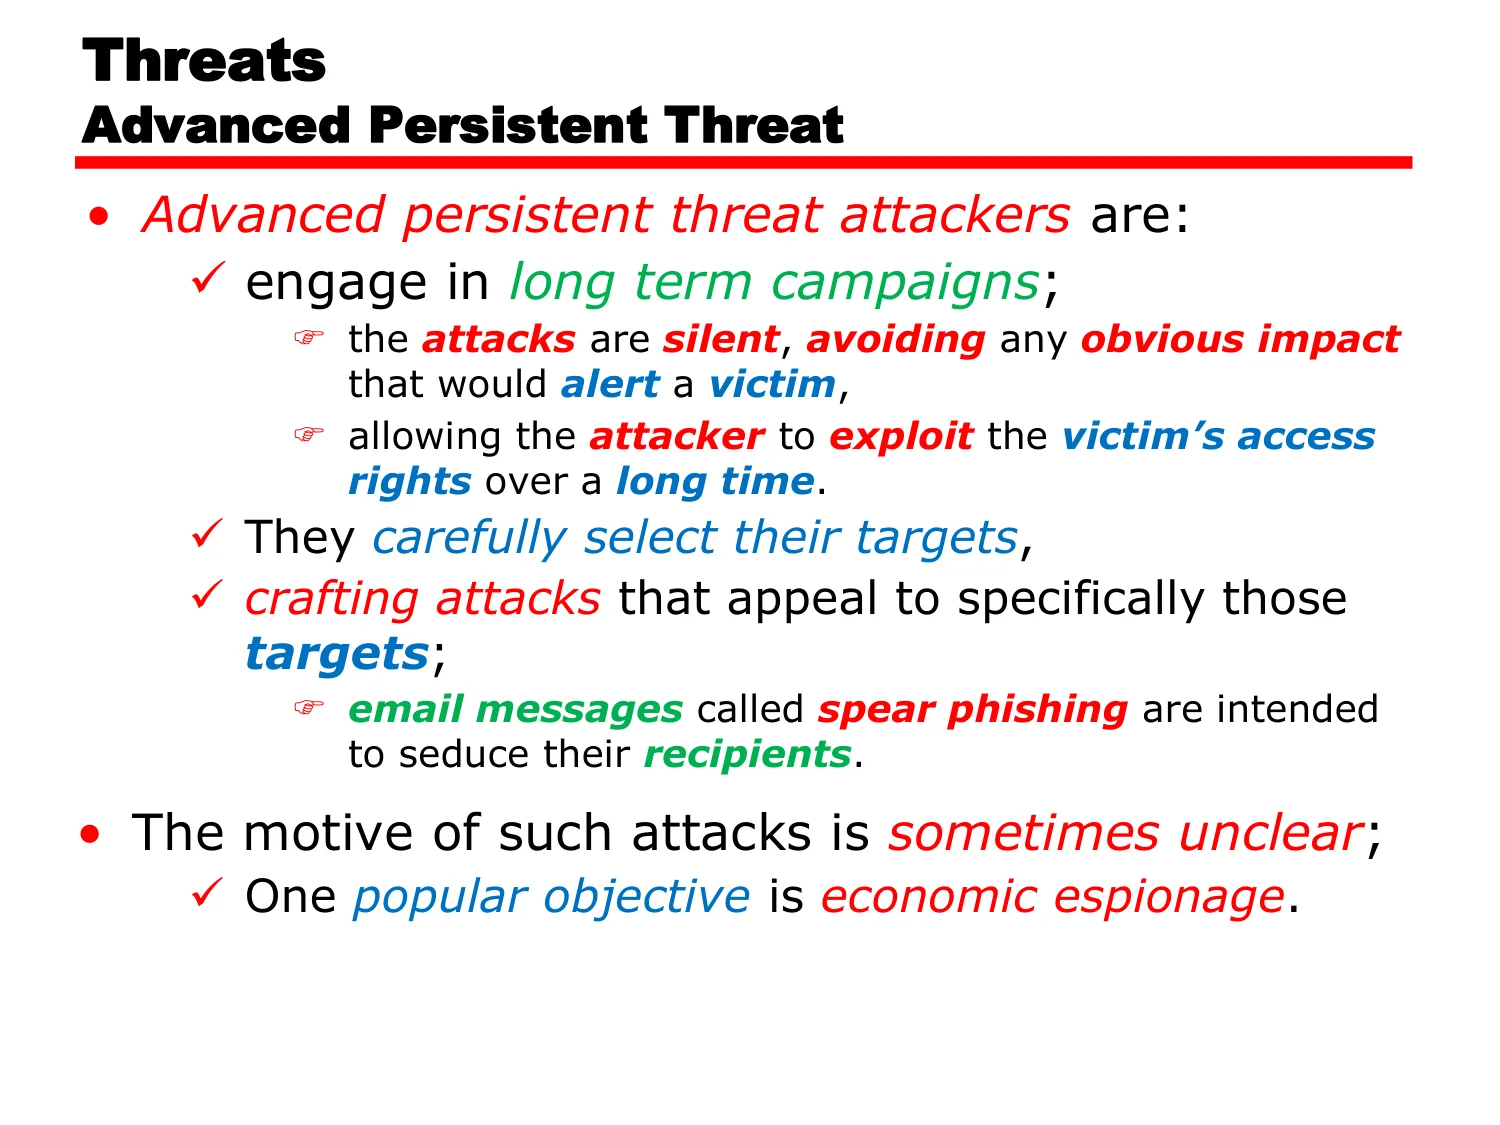 Threats
Advanced Persistent Threat
• Advanced persistent threat attackers are:
✓ engage in long term campaigns;
☞ the attacks are silent, avoiding any obvious impact
that would alert a victim,
☞ allowing the attacker to exploit the victim’s access
rights over a long time.
✓ They carefully select their targets,
✓ crafting attacks that appeal to specifically those
targets;
☞ email messages called spear phishing are intended
to seduce their recipients.
• The motive of such attacks is sometimes unclear;
✓ One popular objective is economic espionage.